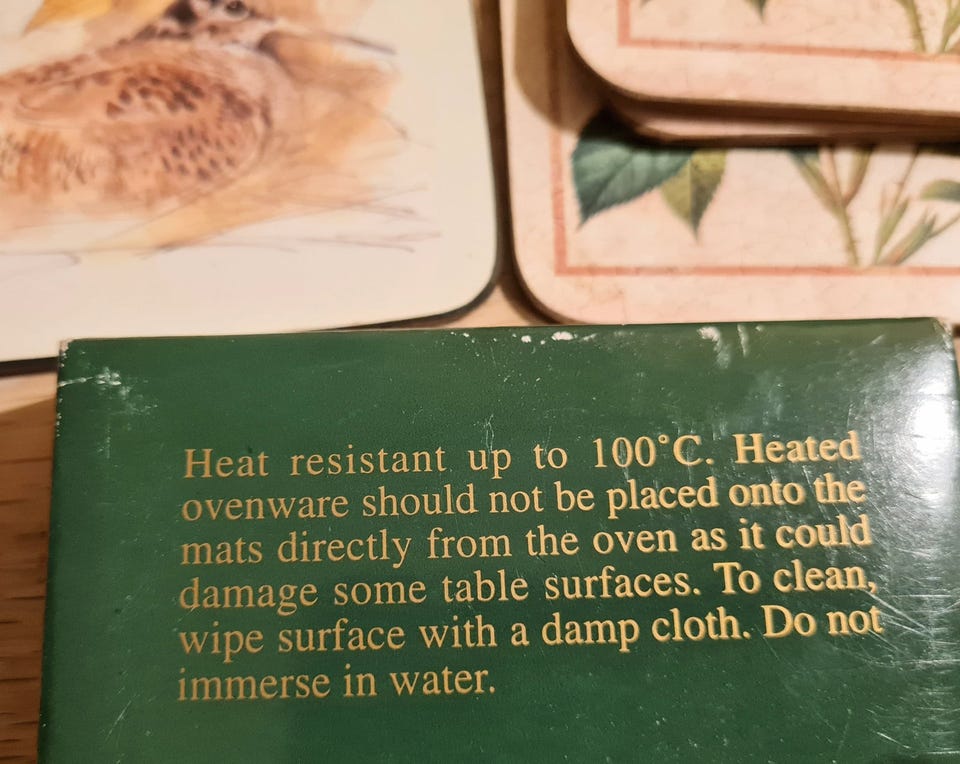 Heat resistant up to 100°C. Heated
ovenware should not be placed onto the
mats directly from the oven as it could
damage some table surfaces. To clean,
wipe surface with a damp cloth. Do not
immerse in water.